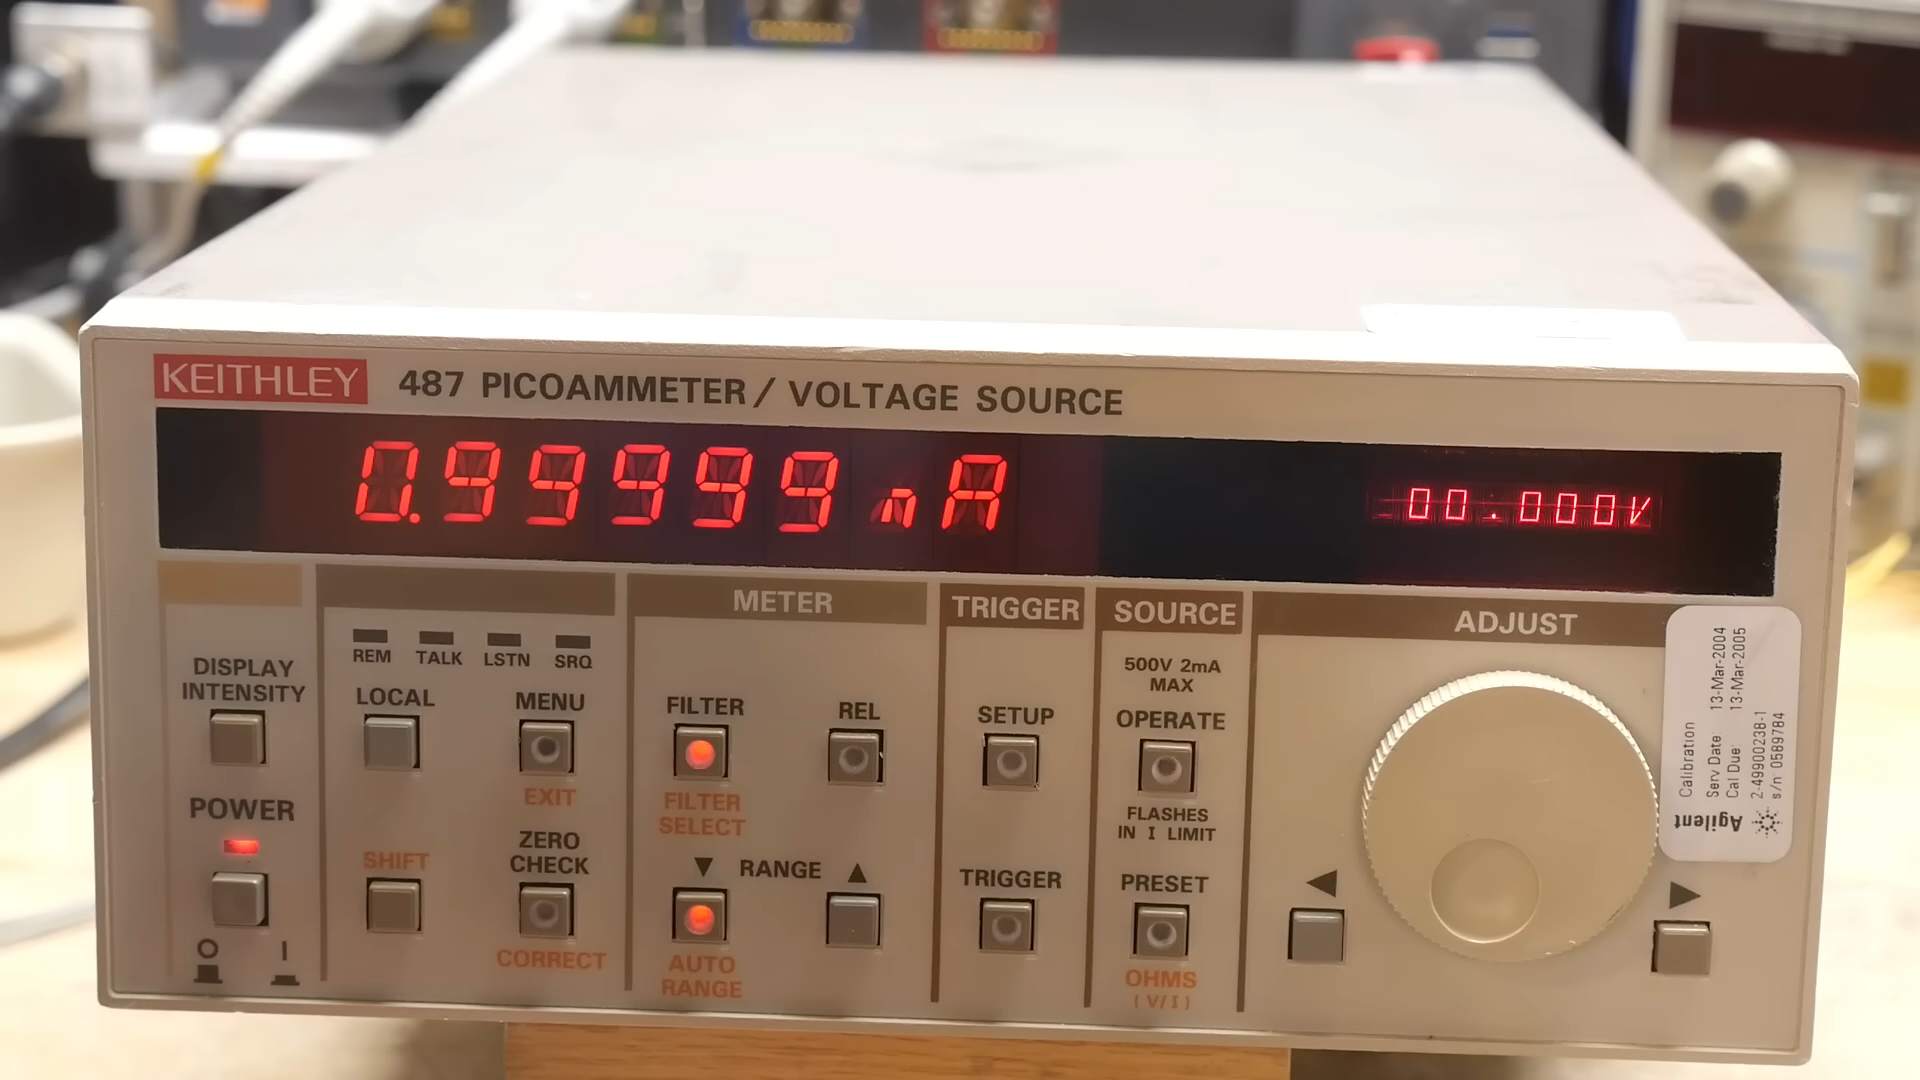 KEITHLEY 487 PICOAMMETER / VOLTAGE SOURCE
0.99999 nA
00.000V
DISPLAY
INTENSITY
POWER
O I
REM TALK LSTN SRQ
LOCAL MENU
EXIT
SHIFT
ZERO
CHECK
CORRECT
METER
FILTER REL
FILTER
SELECT
▼ RANGE ▲
AUTO
RANGE
TRIGGER
SETUP
TRIGGER
SOURCE
500V 2mA
MAX
OPERATE
FLASHES
IN I LIMIT
PRESET
OHMS
(V/I)
ADJUST
◀ ▶
Agilent
Calibration
Serv Date 13-Mar-2004
Cal Due: 13-Mar-2005
2-49900238-1
s/n: 0589784